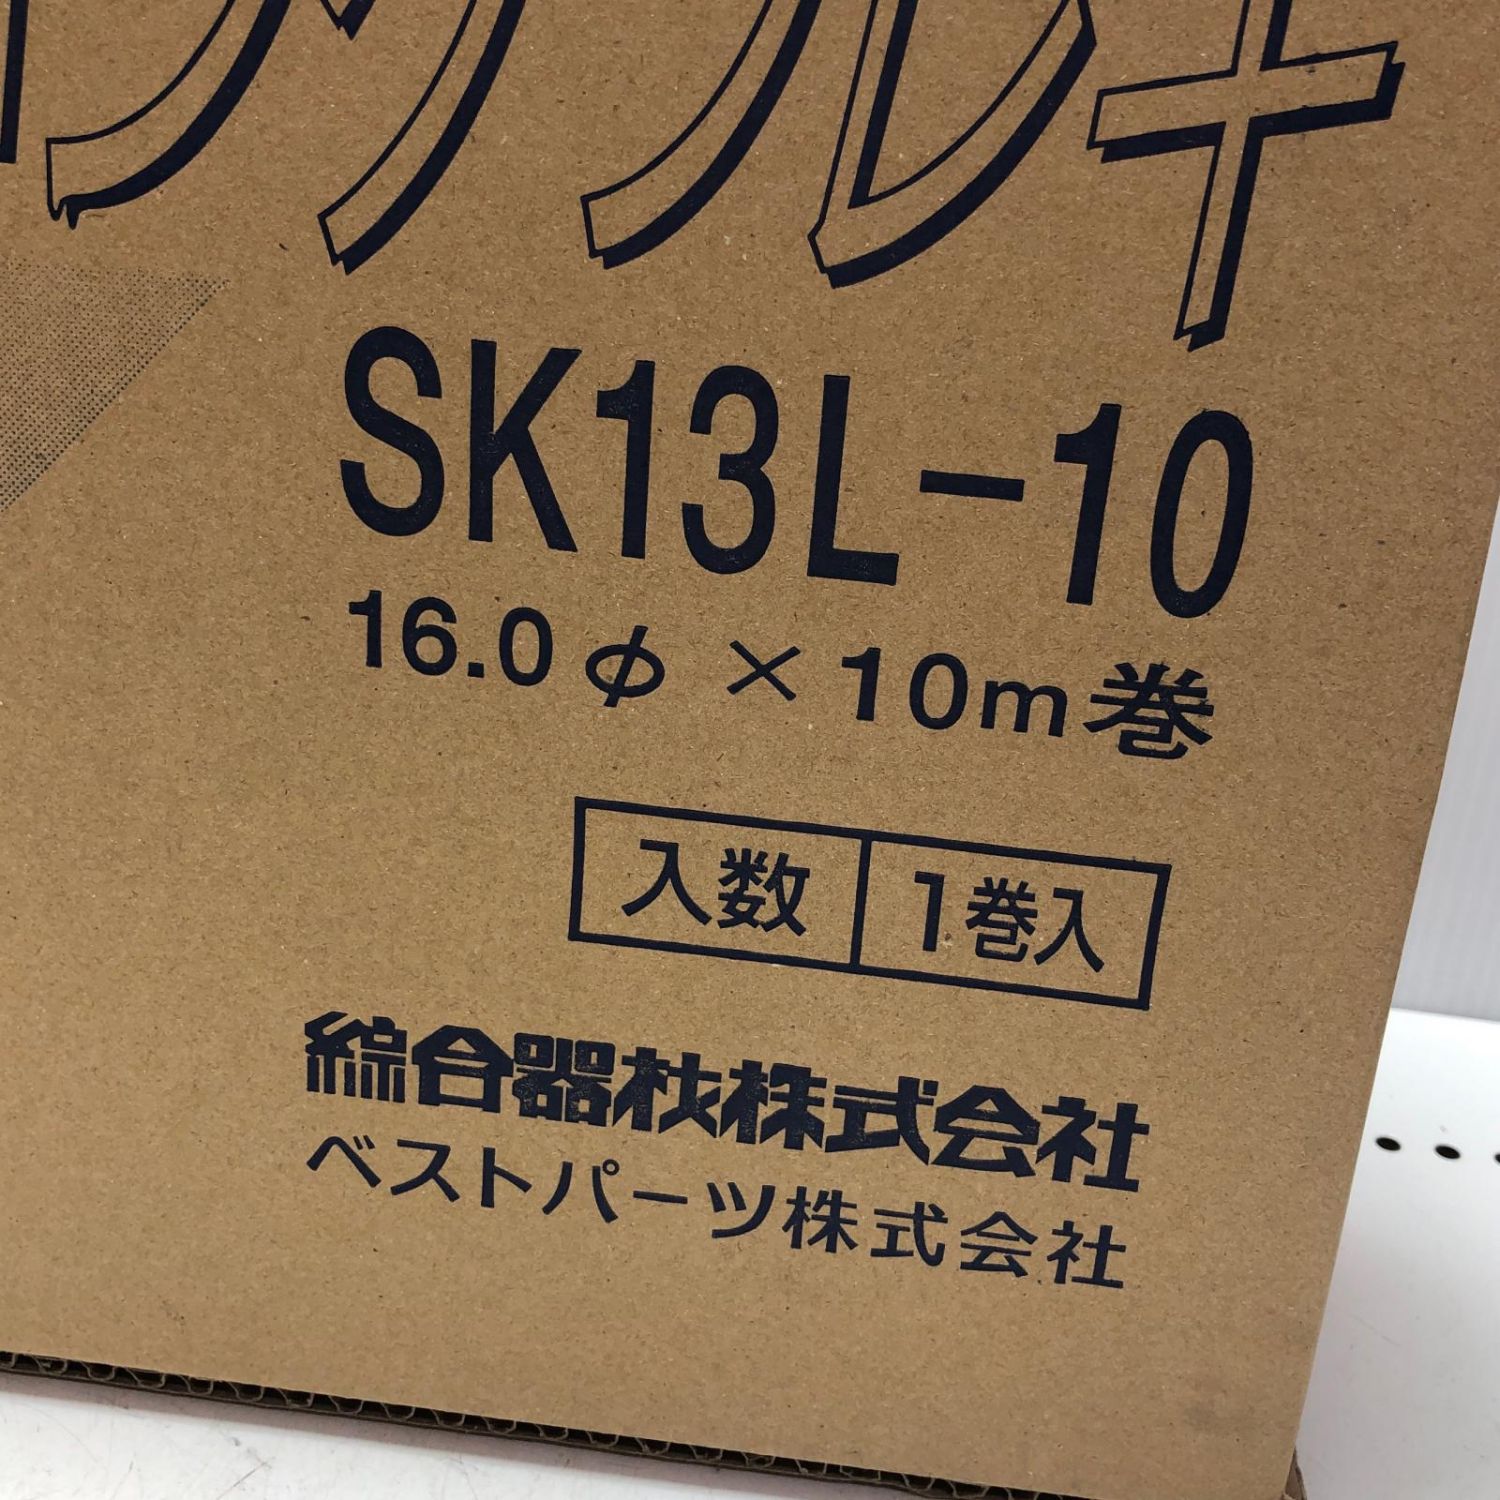 SK13L-10
16.0φ×10m巻
入数 1巻入
綜合器材株式会社
ベストパーツ株式会社